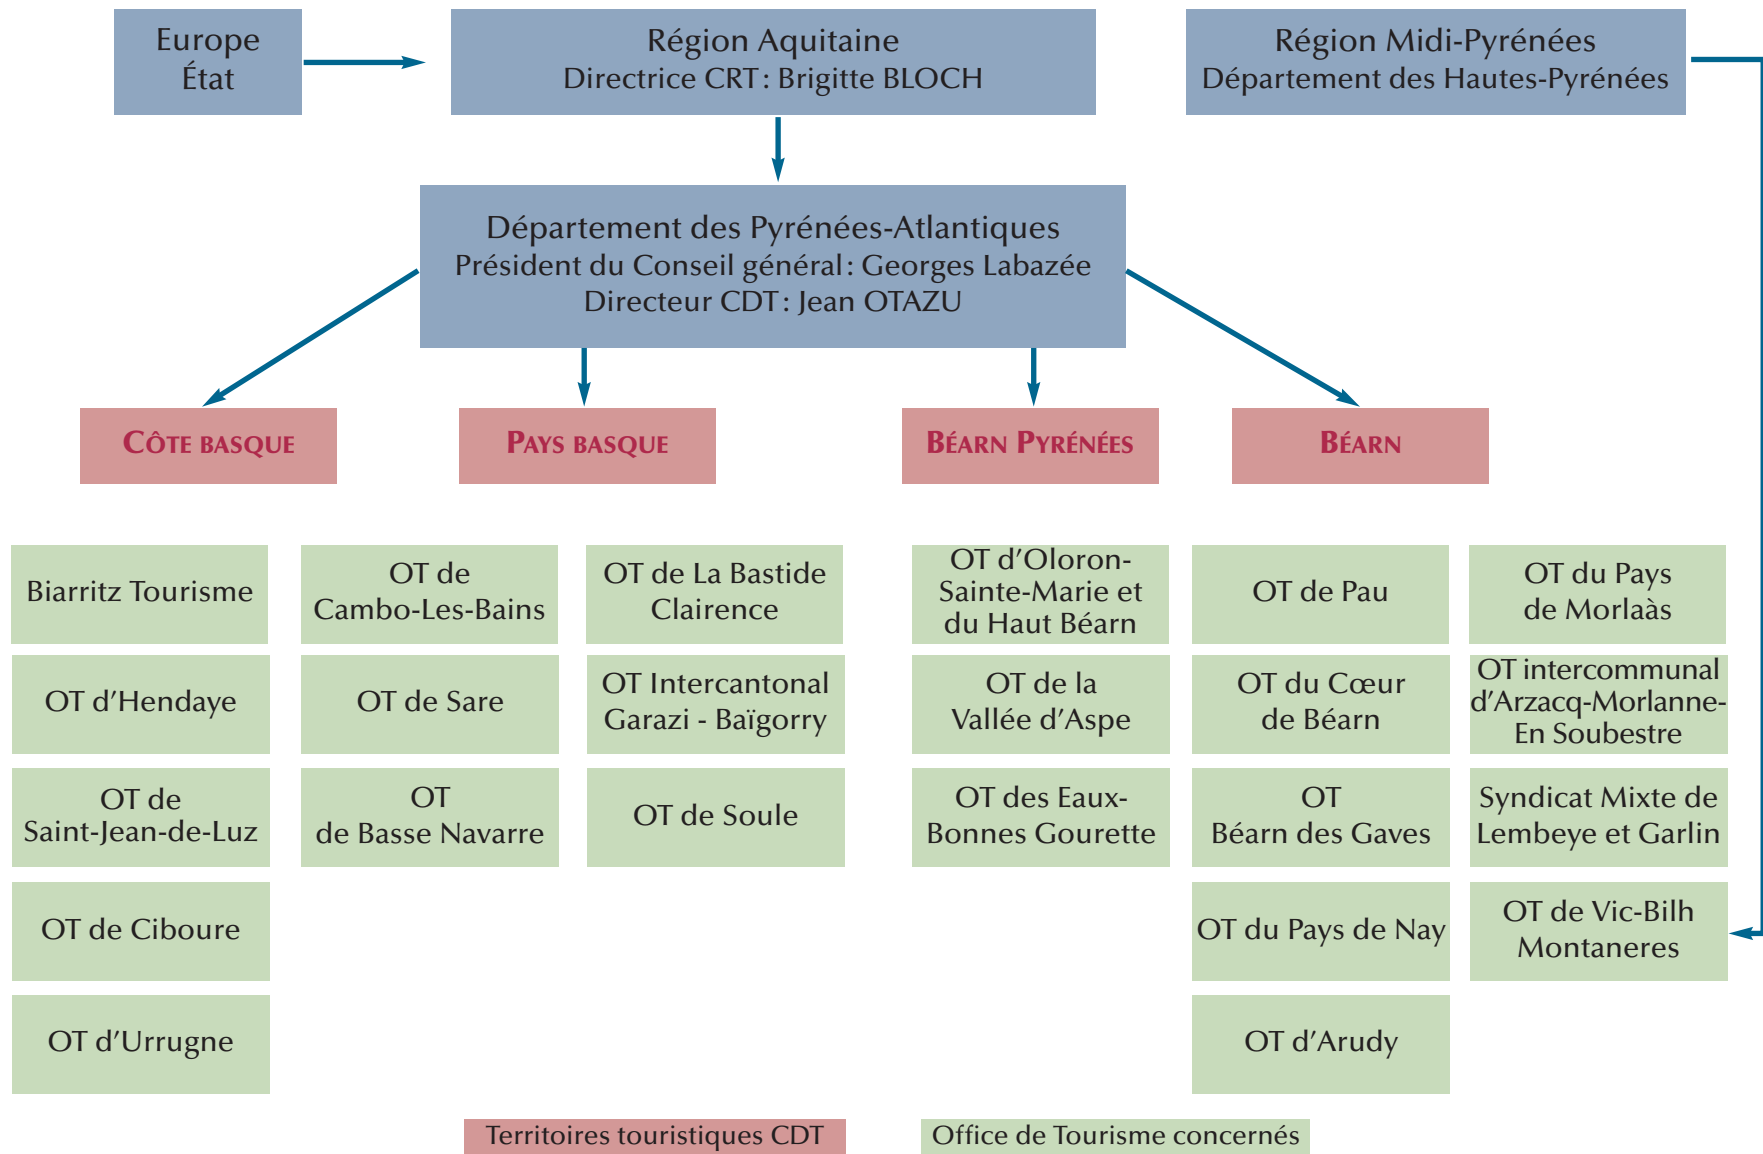 Europe
État
Région Aquitaine
Directrice CRT : Brigitte BLOCH
Région Midi-Pyrénées
Département des Hautes-Pyrénées
Département des Pyrénées-Atlantiques
Président du Conseil général : Georges Labazée
Directeur CDT : Jean OTAZU
CÔTE BASQUE
PAYS BASQUE
BÉARN PYRÉNÉES
BÉARN
Biarritz Tourisme
OT d'Hendaye
OT de
Saint-Jean-de-Luz
OT de Ciboure
OT d'Urrugne
OT de
Cambo-Les-Bains
OT de Sare
OT
de Basse Navarre
OT de La Bastide
Clairence
OT Intercantonal
Garazi - Baïgorry
OT de Soule
OT d'Oloron-
Sainte-Marie et
du Haut Béarn
OT de la
Vallée d'Aspe
OT des Eaux-
Bonnes Gourette
OT de Pau
OT du Cœur
de Béarn
OT
Béarn des Gaves
OT du Pays de Nay
OT d'Arudy
OT du Pays
de Morlaàs
OT intercommunal
d'Arzacq-Morlanne-
En Soubestre
Syndicat Mixte de
Lembeye et Garlin
OT de Vic-Bilh
Montaneres
Territoires touristiques CDT
Office de Tourisme concernés